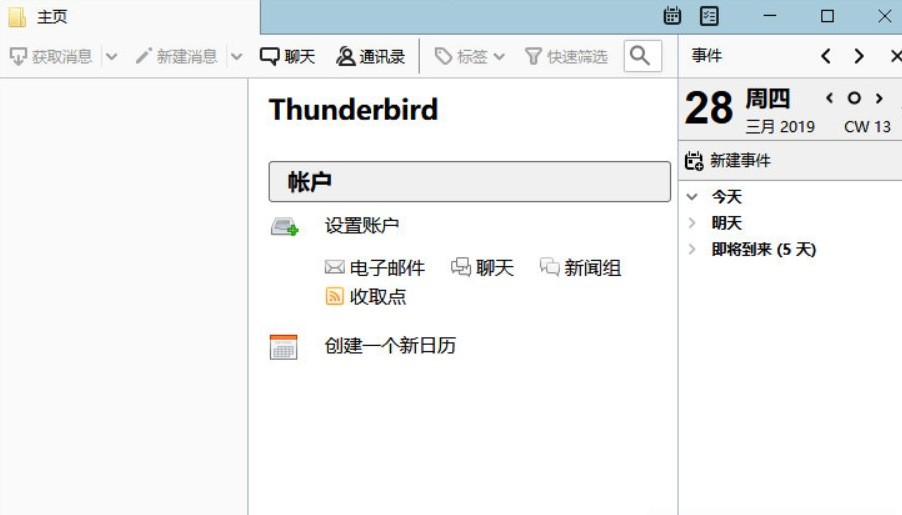 主页
获取消息 新建消息 聊天 通讯录 标签 快速筛选
事件
Thunderbird
帐户
设置账户
电子邮件 聊天 新闻组
收取点
创建一个新日历
28 周四
三月 2019 CW 13
新建事件
今天
明天
即将到来 (5 天)